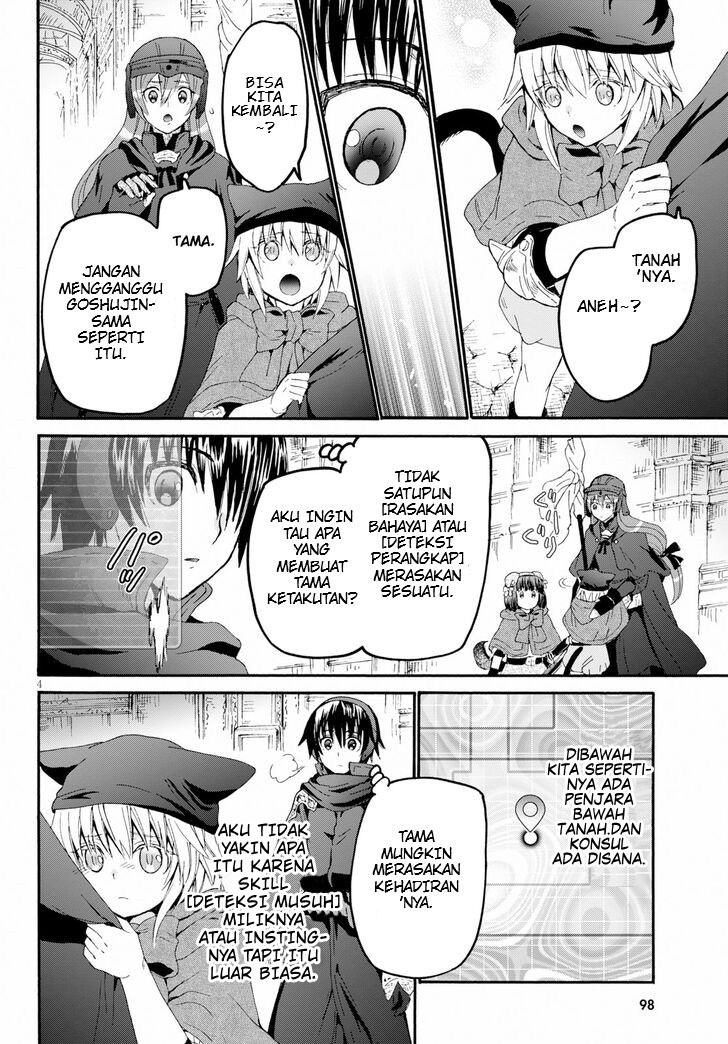 TANAH
'NYA.
ANEH~?
BISA
KITA
KEMBALI
~?
TAMA.
JANGAN
MENGGANGGU
GOSHUJIN-
SAMA
SEPERTI
ITU.
TIDAK
SATUPUN
[RASAKAN
BAHAYA] ATAU
[DETEKSI
PERANGKAP]
MERASAKAN
SESUATU.
AKU INGIN
TAU APA
YANG
MEMBUAT
TAMA
KETAKUTAN?
4
DIBAWAH
KITA SEPERTI-
NYA ADA
PENJARA
BAWAH
TANAH.DAN
KONSUL
ADA DISANA.
TAMA
MUNGKIN
MERASAKAN
KEHADIRAN
'NYA.
AKU TIDAK
YAKIN APA
ITU KARENA
SKILL
[DETEKSI MUSUH]
MILIKNYA
ATAU INSTING-
NYA TAPI ITU
LUAR BIASA.
98